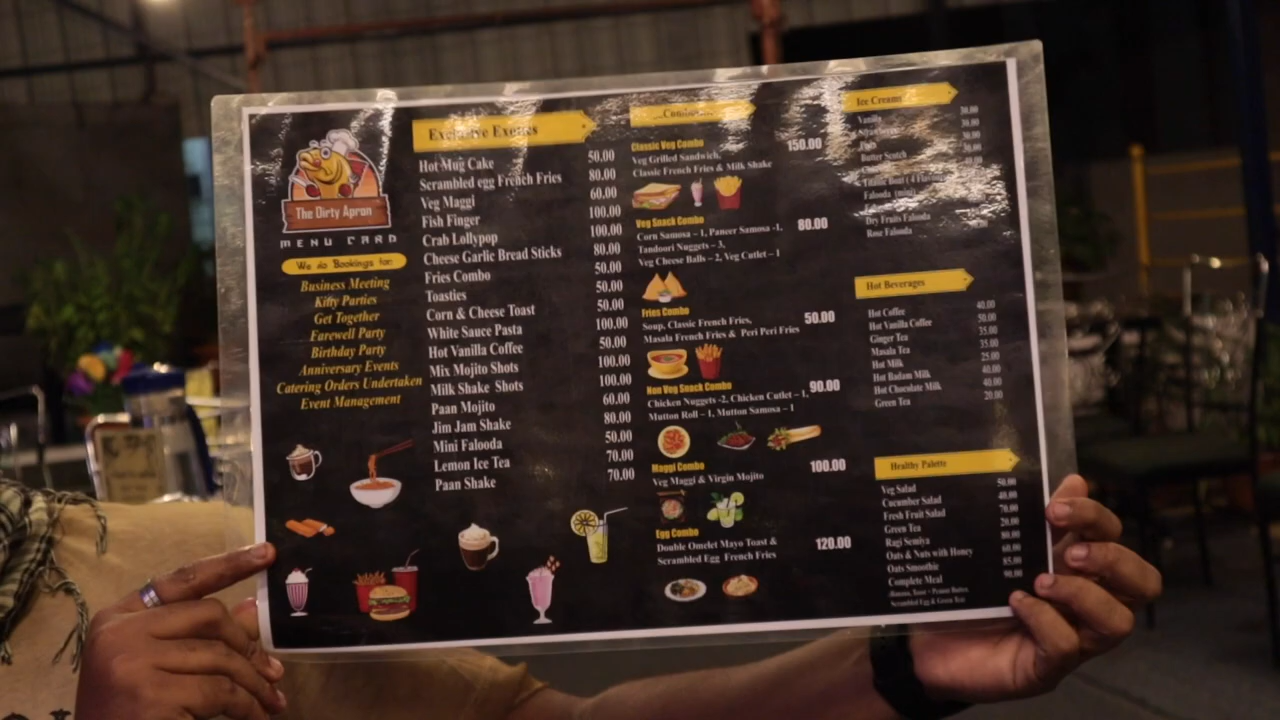 The Dirty Apron
MENU CARD
We do Bookings for:
Business Meeting
Kitty Parties
Get Together
Farewell Party
Birthday Party
Anniversary Events
Catering Orders Undertaken
Event Management
Exclusive Exotics
Hot Mug Cake 50.00
Scrambled egg French Fries 80.00
Veg Maggi 60.00
Fish Finger 100.00
Crab Lollypop 100.00
Cheese Garlic Bread Sticks 80.00
Fries Combo 50.00
Toasties 50.00
Corn & Cheese Toast 50.00
White Sauce Pasta 100.00
Hot Vanilla Coffee 50.00
Mix Mojito Shots 100.00
Milk Shake Shots 100.00
Paan Mojito 60.00
Jim Jam Shake 80.00
Mini Falooda 50.00
Lemon Ice Tea 70.00
Paan Shake 70.00
Classic Veg Combo 150.00
Veg Grilled Sandwich,
Classic French Fries & Milk Shake
Veg Snack Combo 80.00
Corn Samosa – 1, Paneer Samosa -1,
Tandoori Nuggets – 3,
Veg Cheese Balls – 2, Veg Cutlet – 1
Fries Combo 50.00
Soup, Classic French Fries,
Masala French Fries & Peri Peri Fries
Non Veg Snack Combo 90.00
Chicken Nuggets -2, Chicken Cutlet – 1,
Mutton Roll – 1, Mutton Samosa – 1
Maggi Combo 100.00
Veg Maggi & Virgin Mojito
Egg Combo
Double Omelet Mayo Toast & 120.00
Scrambled Egg French Fries
Ice Creams
Vanilla 30.00
30.00
30.00
Butter Scotch
Dry Fruits Falooda
Rose Falooda
Hot Beverages
Hot Coffee 40.00
Hot Vanilla Coffee 50.00
Ginger Tea 35.00
Masala Tea 35.00
Hot Milk 25.00
Hot Badam Milk 40.00
Hot Chocolate Milk 40.00
Green Tea 20.00
Healthy Palette
Veg Salad 50.00
Cucumber Salad 40.00
Fresh Fruit Salad 70.00
Green Tea 20.00
Ragi Semiya 80.00
Oats & Nuts with Honey 60.00
Oats Smoothie 85.00
Complete Meal 90.00
Scrambled Egg & Green Tea